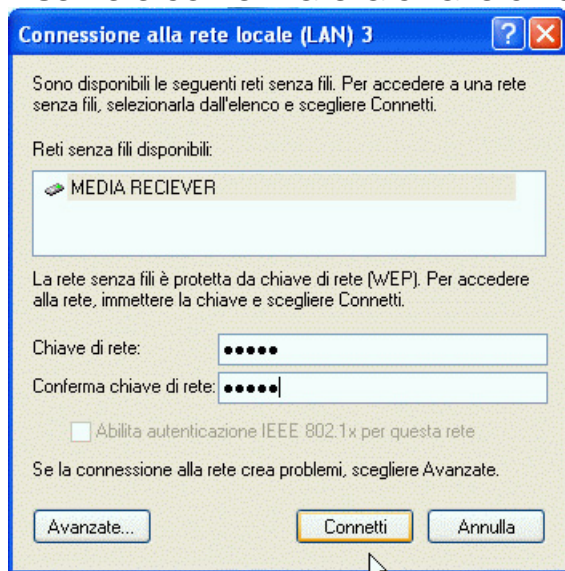 Connessione alla rete locale (LAN) 3
Sono disponibili le seguenti reti senza fili. Per accedere a una rete
senza fili, selezionarla dall'elenco e scegliere Connetti.
Reti senza fili disponibili:
MEDIA RECIEVER
La rete senza fili è protetta da chiave di rete (WEP). Per accedere
alla rete, immettere la chiave e scegliere Connetti.
Chiave di rete: •••••
Conferma chiave di rete: •••••
Abilita autenticazione IEEE 802.1x per questa rete
Se la connessione alla rete crea problemi, scegliere Avanzate.
Avanzate... Connetti Annulla